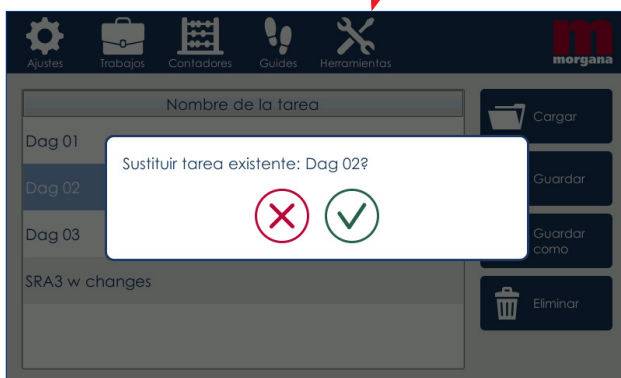 Ajustes Trabajos Contadores Guides Herramientas
morgana
Nombre de la tarea
Cargar
Dag 01
Sustituir tarea existente: Dag 02?
Dag 02
Guardar
Dag 03
Guardar
como
SRA3 w changes
Eliminar